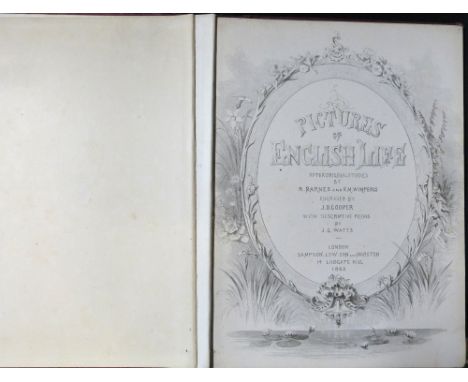 PICTURES
OF
ENGLISH LIFE
AFTER ORIGINAL STUDIES
BY
R. BARNES AND E.M. WIMPERIS
ENGRAVED BY
J.D. COOPER
WITH DESCRIPTIVE POEMS
BY
J.G. WATTS
LONDON
SAMPSON LOW SON AND MARSTON
14 LUDGATE HILL